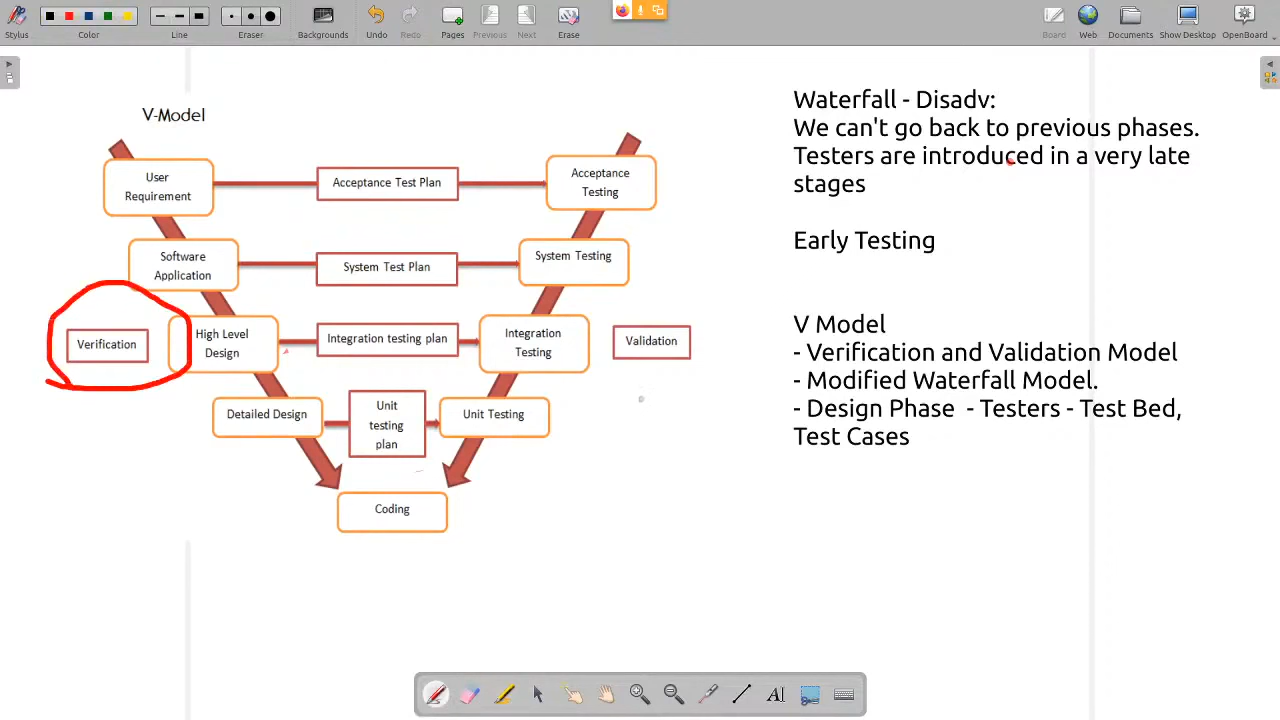 Stylus
Color
Line
Eraser
Backgrounds
Undo
Redo
Pages
Previous
Next
Erase
Board
Web
Documents
Show Desktop
OpenBoard
V-Model
User
Requirement
Acceptance Test Plan
Acceptance
Testing
Software
Application
System Test Plan
System Testing
Verification
High Level
Design
Integration testing plan
Integration
Testing
Validation
Detailed Design
Unit
testing
plan
Unit Testing
Coding
Waterfall - Disadv:
We can't go back to previous phases.
Testers are introduced in a very late
stages
Early Testing
V Model
- Verification and Validation Model
- Modified Waterfall Model.
- Design Phase  - Testers - Test Bed,
Test Cases
AI